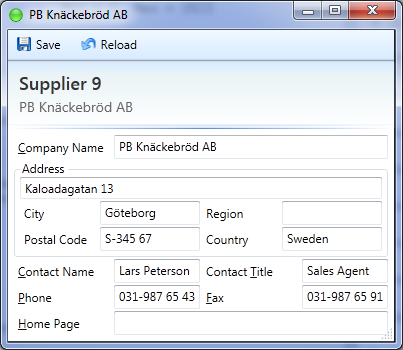 PB Knäckebröd AB
Save Reload
Supplier 9
PB Knäckebröd AB
Company Name PB Knäckebröd AB
Address
Kaloadagatan 13
City Göteborg Region
Postal Code S-345 67 Country Sweden
Contact Name Lars Peterson Contact Title Sales Agent
Phone 031-987 65 43 Fax 031-987 65 91
Home Page